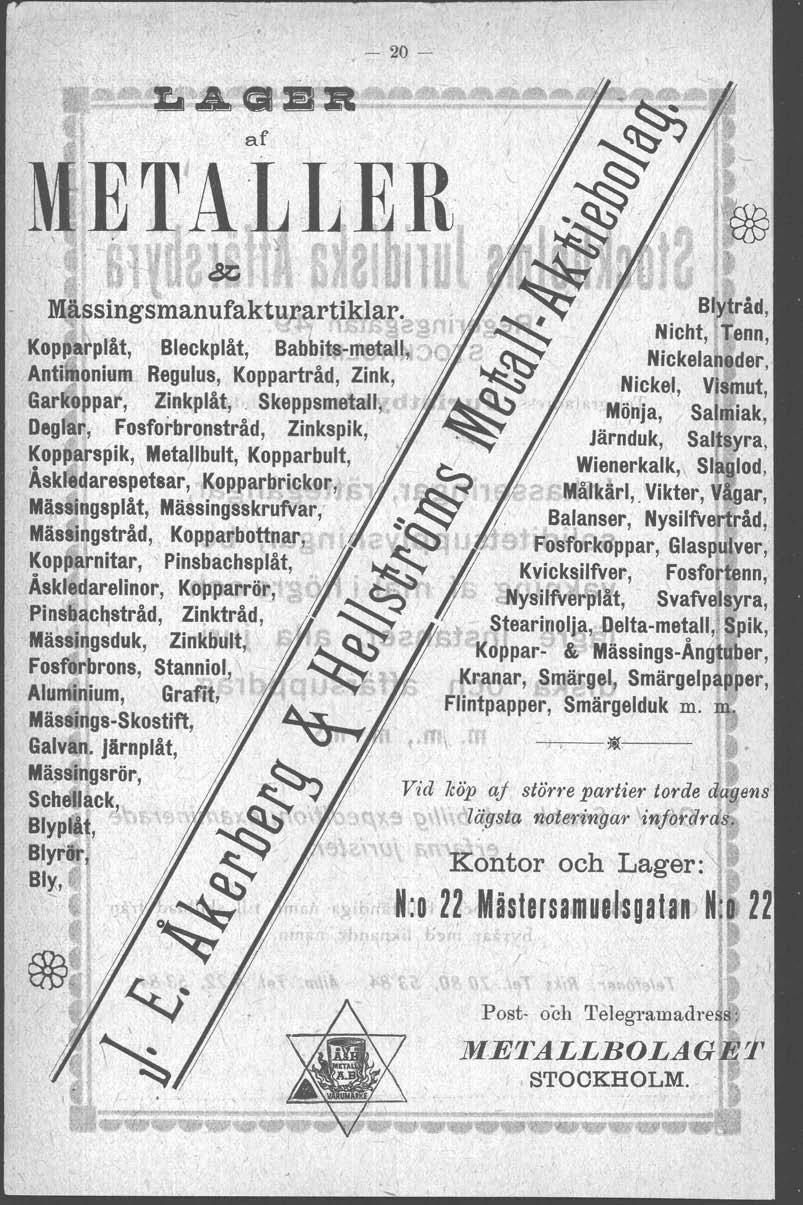 — 20 —
LAGER
af
METALLER
&
Mässingsmanufakturartiklar.
Kopparplåt, Bleckplåt, Babbits-metall,
Antimonium Regulus, Koppartråd, Zink,
Garkoppar, Zinkplåt, Skeppsmetall,
Deglar, Fosforbronstråd, Zinkspik,
Kopparspik, Metallbult, Kopparbult,
Åskledarespetsar, Kopparbrickor,
Mässingsplåt, Mässingsskrufvar,
Mässingstråd, Kopparbottnar,
Kopparnitar, Pinsbachsplåt,
Åskledarelinor, Kopparrör,
Pinsbachstråd, Zinktråd,
Mässingsduk, Zinkbult,
Fosforbrons, Stanniol,
Aluminium, Grafit,
Mässings-Skostift,
Galvan. järnplåt,
Mässingsrör,
Schellack,
Blyplåt,
Blyrör,
Bly,
J. E. Åkerberg & Hellströms Metall-Aktiebolag.
Blytråd,
Nicht, Tenn,
Nickelanoder,
Nickel, Vismut,
Mönja, Salmiak,
Järnduk, Saltsyra,
Wienerkalk, Slaglod,
Målkärl, Vikter, Vågar,
Balanser, Nysilfvertråd,
Fosforkoppar, Glaspulver,
Kvicksilfver, Fosfortenn,
Nysilfverplåt, Svafvelsyra,
Stearinolja, Delta-metall, Spik,
Koppar- & Mässings-Ångtuber,
Kranar, Smärgel, Smärgelpapper,
Flintpapper, Smärgelduk m. m.
Vid köp af större partier torde dagens
lägsta noteringar infordras.
Kontor och Lager:
N:o 22 Mästersamuelsgatan N:o 22
Post- och Telegramadress:
METALLBOLAGET
STOCKHOLM.
Å&H
METALL
A.B.
VARUMÄRKE